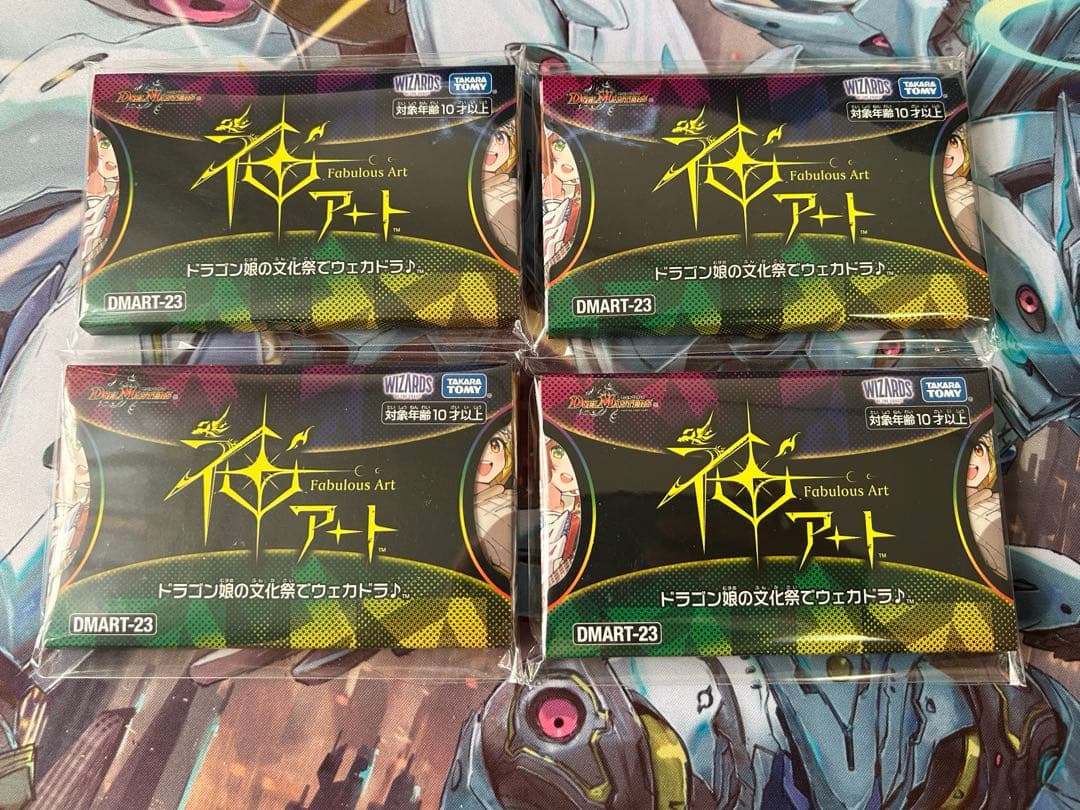 DUEL MASTERS
WIZARDS
TAKARA TOMY
対象年齢10才以上
神アート
Fabulous Art
ドラゴン娘の文化祭でウェカドラ♪™
DMART-23
DUEL MASTERS
WIZARDS
TAKARA TOMY
対象年齢10才以上
神アート
Fabulous Art
ドラゴン娘の文化祭でウェカドラ♪™
DMART-23
DUEL MASTERS
WIZARDS
TAKARA TOMY
対象年齢10才以上
神アート
Fabulous Art
ドラゴン娘の文化祭でウェカドラ♪™
DMART-23
DUEL MASTERS
WIZARDS
TAKARA TOMY
対象年齢10才以上
神アート
Fabulous Art
ドラゴン娘の文化祭でウェカドラ♪™
DMART-23